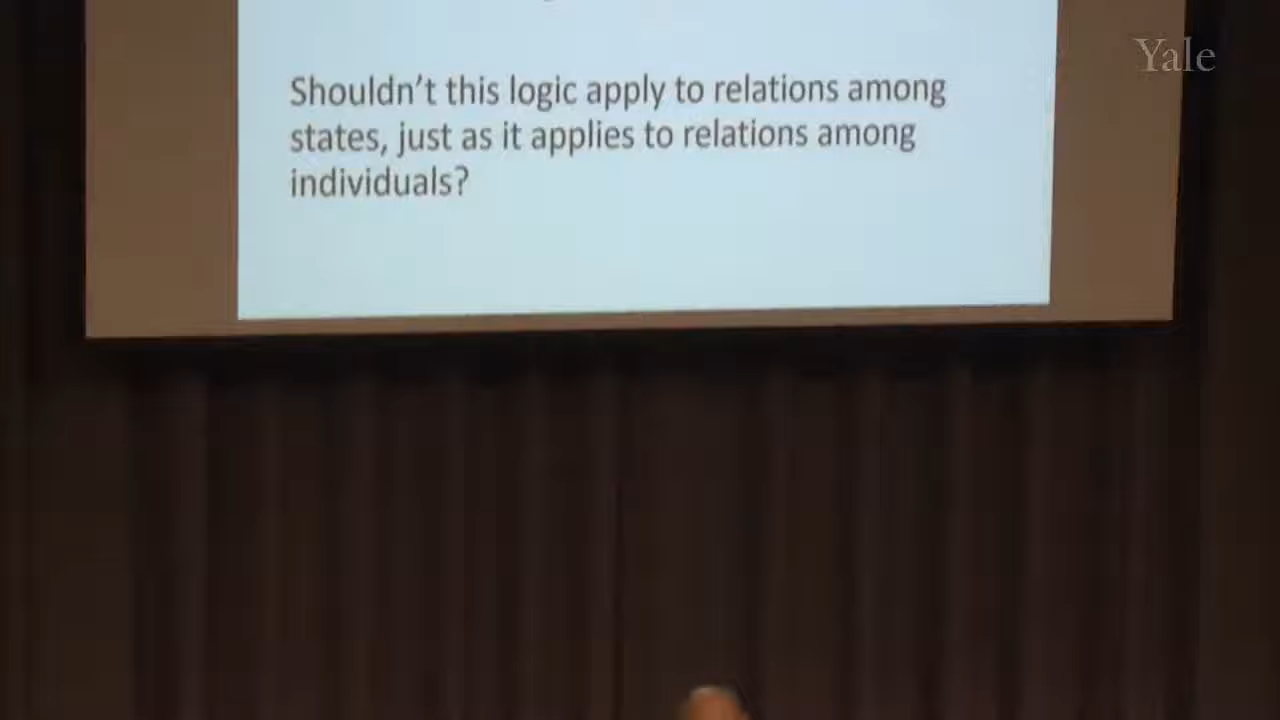 Yale
Shouldn't this logic apply to relations among
states, just as it applies to relations among
individuals?